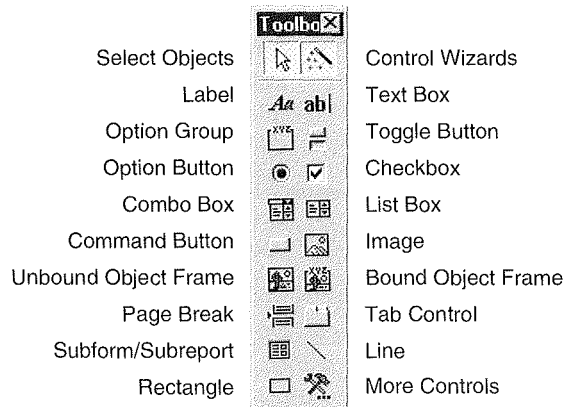 Toolbox
Select Objects Control Wizards
Label Aa ab| Text Box
Option Group XYZ Toggle Button
Option Button Checkbox
Combo Box List Box
Command Button Image
Unbound Object Frame XYZ Bound Object Frame
Page Break Tab Control
Subform/Subreport Line
Rectangle More Controls